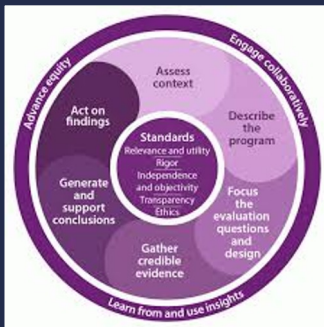 Advance equity
Engage collaboratively
Learn from and use insights
Assess
context
Describe
the
program
Focus
the
evaluation
questions
and
design
Gather
credible
evidence
Generate
and
support
conclusions
Act on
findings
Standards
Relevance and utility
Rigor
Independence
and objectivity
Transparency
Ethics